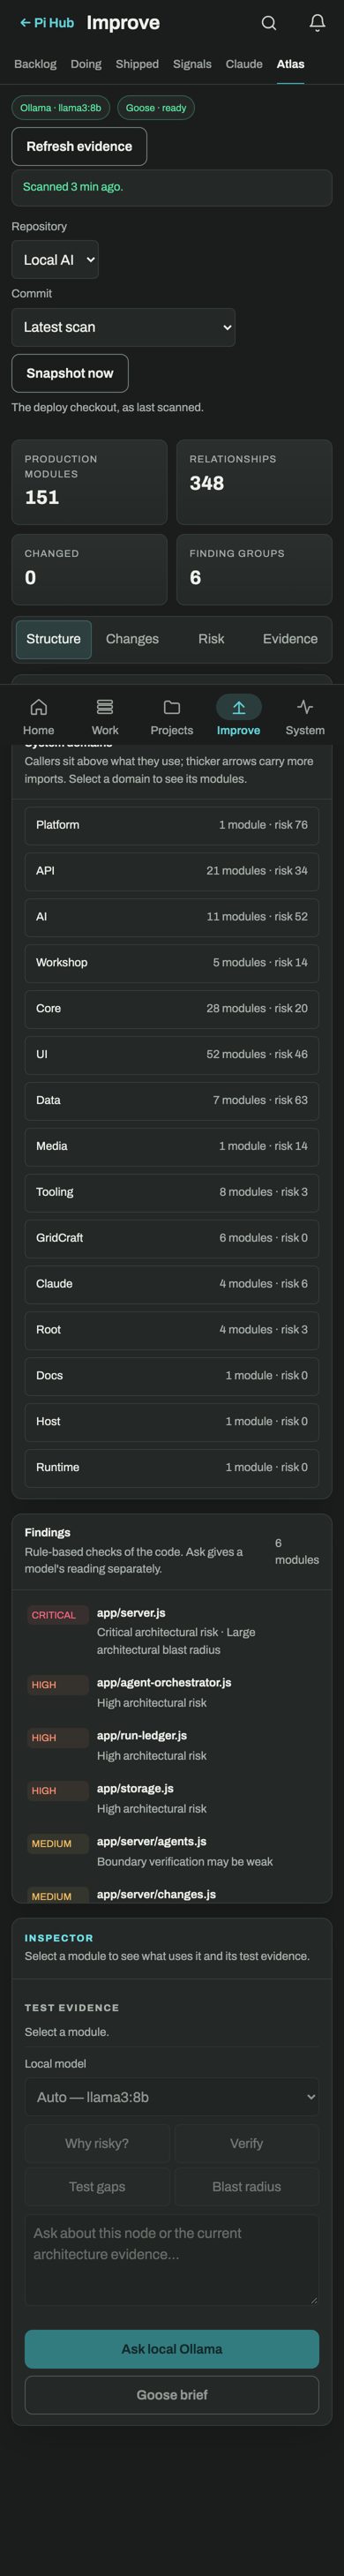 ← Pi Hub Improve
Backlog Doing Shipped Signals Claude Atlas
Ollama · llama3:8b Goose · ready
Refresh evidence
Scanned 3 min ago.
Repository
Local AI
Commit
Latest scan
Snapshot now
The deploy checkout, as last scanned.
PRODUCTION
MODULES
151
RELATIONSHIPS
348
CHANGED
0
FINDING GROUPS
6
Structure Changes Risk Evidence
Home Work Projects Improve System
System domains
Callers sit above what they use; thicker arrows carry more
imports. Select a domain to see its modules.
Platform 1 module · risk 76
API 21 modules · risk 34
AI 11 modules · risk 52
Workshop 5 modules · risk 14
Core 28 modules · risk 20
UI 52 modules · risk 46
Data 7 modules · risk 63
Media 1 module · risk 14
Tooling 8 modules · risk 3
GridCraft 6 modules · risk 0
Claude 4 modules · risk 6
Root 4 modules · risk 3
Docs 1 module · risk 0
Host 1 module · risk 0
Runtime 1 module · risk 0
Findings
Rule-based checks of the code. Ask gives a
model's reading separately.
6
modules
CRITICAL app/server.js
Critical architectural risk · Large
architectural blast radius
HIGH app/agent-orchestrator.js
High architectural risk
HIGH app/run-ledger.js
High architectural risk
HIGH app/storage.js
High architectural risk
MEDIUM app/server/agents.js
Boundary verification may be weak
MEDIUM app/server/changes.js
INSPECTOR
Select a module to see what uses it and its test evidence.
TEST EVIDENCE
Select a module.
Local model
Auto — llama3:8b
Why risky? Verify
Test gaps Blast radius
Ask about this node or the current
architecture evidence...
Ask local Ollama
Goose brief